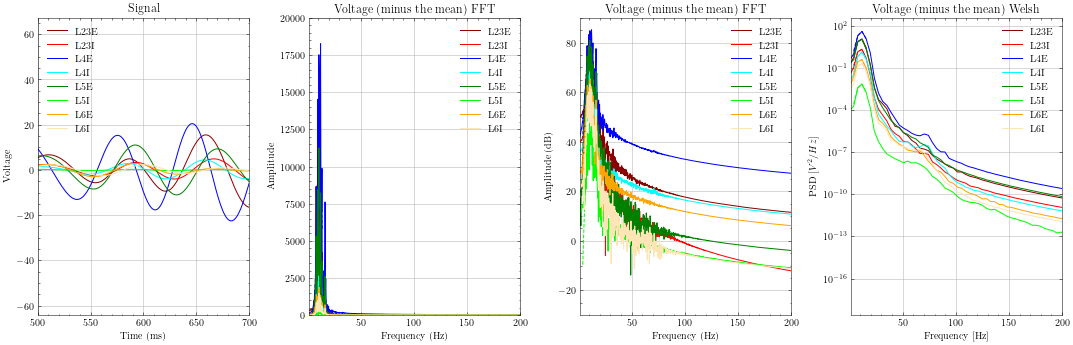 Signal
Voltage
60
40
20
0
−20
−40
−60
500
550
600
650
700
Time (ms)
L23E
L23I
L4E
L4I
L5E
L5I
L6E
L6I
Voltage (minus the mean) FFT
Amplitude
20000
17500
15000
12500
10000
7500
5000
2500
0
50
100
150
200
Frequency (Hz)
L23E
L23I
L4E
L4I
L5E
L5I
L6E
L6I
Voltage (minus the mean) FFT
Amplitude (dB)
80
60
40
20
0
−20
50
100
150
200
Frequency (Hz)
L23E
L23I
L4E
L4I
L5E
L5I
L6E
L6I
Voltage (minus the mean) Welsh
PSD [V²/Hz]
10²
10⁻¹
10⁻⁴
10⁻⁷
10⁻¹⁰
10⁻¹³
10⁻¹⁶
50
100
150
200
Frequency [Hz]
L23E
L23I
L4E
L4I
L5E
L5I
L6E
L6I